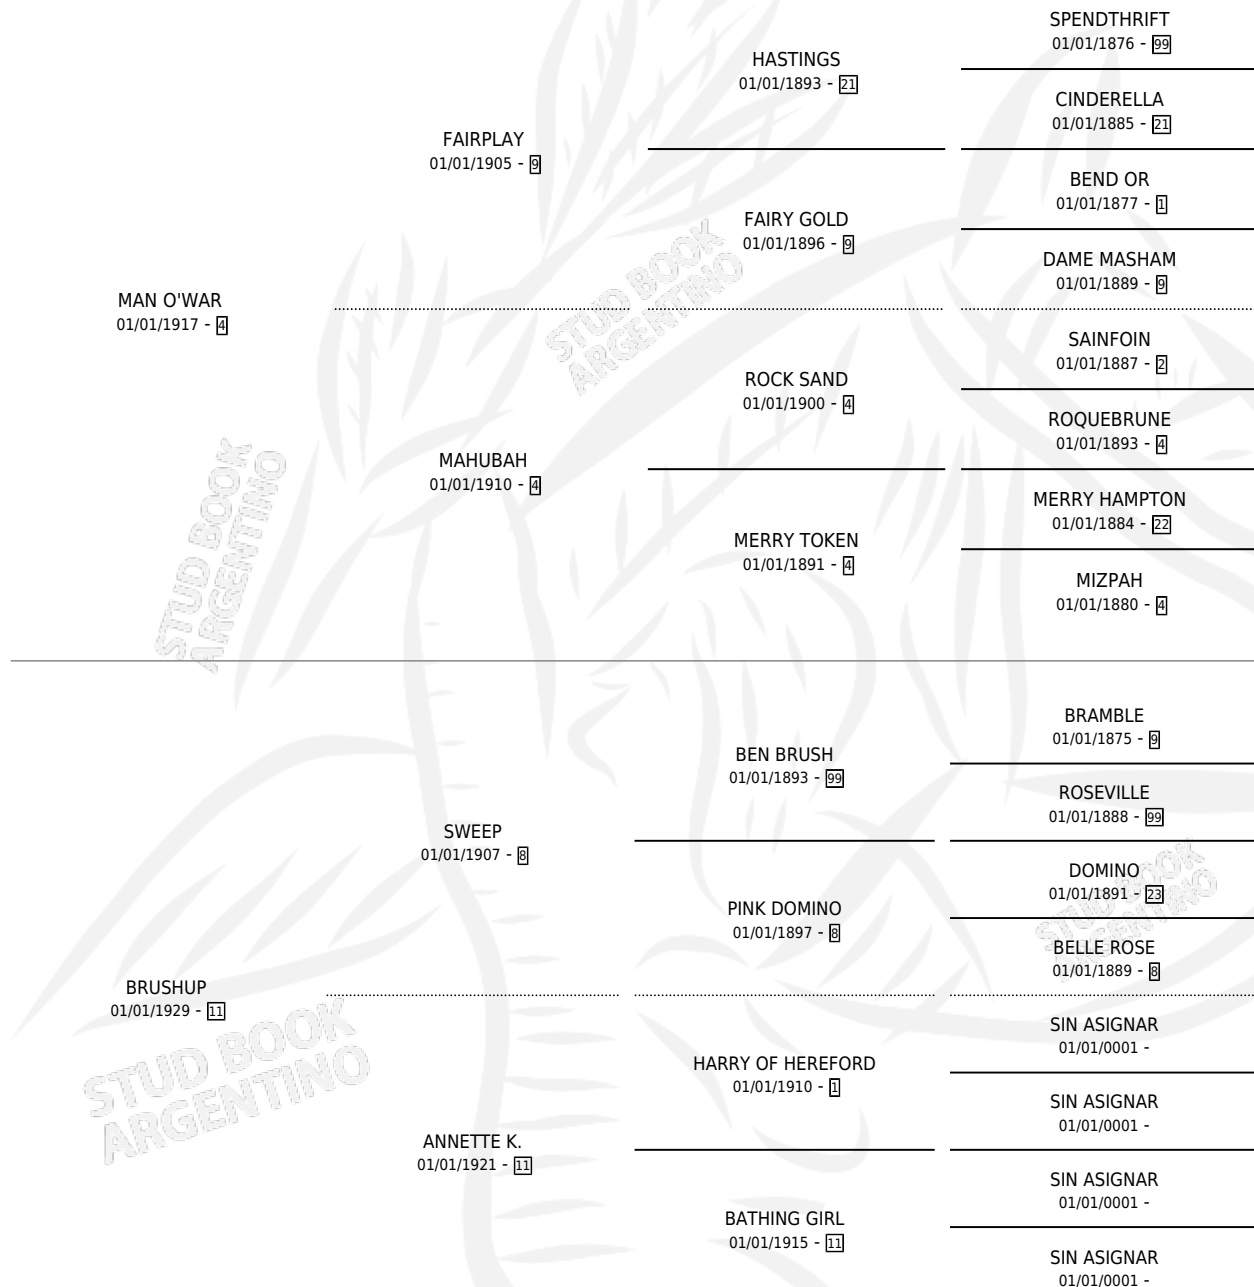 SPENDTHRIFT
01/01/1876 - 99
HASTINGS
01/01/1893 - 21
CINDERELLA
01/01/1885 - 21
FAIRPLAY
01/01/1905 - 9
BEND OR
01/01/1877 - 1
FAIRY GOLD
01/01/1896 - 9
DAME MASHAM
01/01/1889 - 9
MAN O'WAR
01/01/1917 - 4
SAINFOIN
01/01/1887 - 2
ROCK SAND
01/01/1900 - 4
ROQUEBRUNE
01/01/1893 - 4
MAHUBAH
01/01/1910 - 4
MERRY HAMPTON
01/01/1884 - 22
MERRY TOKEN
01/01/1891 - 4
MIZPAH
01/01/1880 - 4
BRAMBLE
01/01/1875 - 9
BEN BRUSH
01/01/1893 - 99
ROSEVILLE
01/01/1888 - 99
SWEEP
01/01/1907 - 8
DOMINO
01/01/1891 - 23
PINK DOMINO
01/01/1897 - 8
BELLE ROSE
01/01/1889 - 8
BRUSHUP
01/01/1929 - 11
SIN ASIGNAR
01/01/0001 -
HARRY OF HEREFORD
01/01/1910 - 1
SIN ASIGNAR
01/01/0001 -
ANNETTE K.
01/01/1921 - 11
SIN ASIGNAR
01/01/0001 -
BATHING GIRL
01/01/1915 - 11
SIN ASIGNAR
01/01/0001 -
STUD BOOK
ARGENTINO
STUD BOOK
ARGENTINO
STUD BOOK
ARGENTINO
STUD BOOK
ARGENTINO